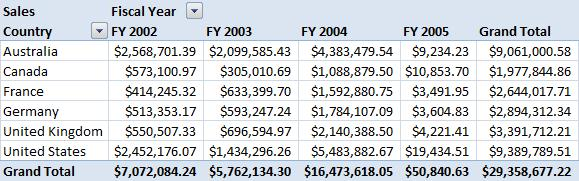 Sales Fiscal Year
Country FY 2002 FY 2003 FY 2004 FY 2005 Grand Total
Australia $2,568,701.39 $2,099,585.43 $4,383,479.54 $9,234.23 $9,061,000.58
Canada $573,100.97 $305,010.69 $1,088,879.50 $10,853.70 $1,977,844.86
France $414,245.32 $633,399.70 $1,592,880.75 $3,491.95 $2,644,017.71
Germany $513,353.17 $593,247.24 $1,784,107.09 $3,604.83 $2,894,312.34
United Kingdom $550,507.33 $696,594.97 $2,140,388.50 $4,221.41 $3,391,712.21
United States $2,452,176.07 $1,434,296.26 $5,483,882.67 $19,434.51 $9,389,789.51
Grand Total $7,072,084.24 $5,762,134.30 $16,473,618.05 $50,840.63 $29,358,677.22